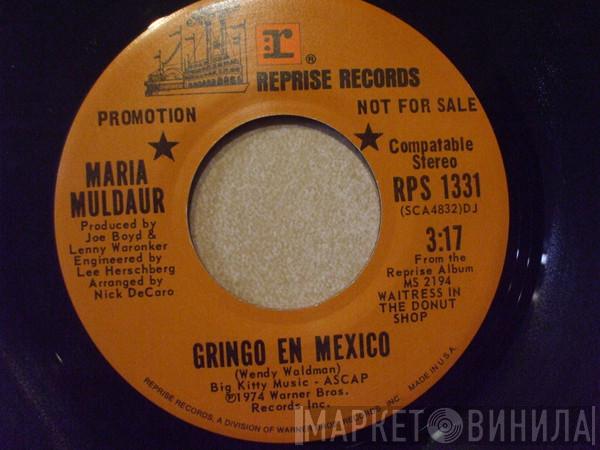 r ®
REPRISE RECORDS
PROMOTION
NOT FOR SALE
MARIA
MULDAUR
Produced by
Joe Boyd &
Lenny Waronker
Engineered by
Lee Herschberg
Arranged by
Nick DeCaro
Compatable
Stereo
RPS 1331
(SCA4832)DJ
3:17
From the
Reprise Album
MS 2194
WAITRESS IN
THE DONUT
SHOP
GRINGO EN MEXICO
(Wendy Waldman)
Big Kitty Music - ASCAP
℗1974 Warner Bros.
Records Inc.
REPRISE RECORDS, A DIVISION OF WARNER BROS. RECORDS, INC. MADE IN U.S.A.
МАРКЕТ ВИНИЛА